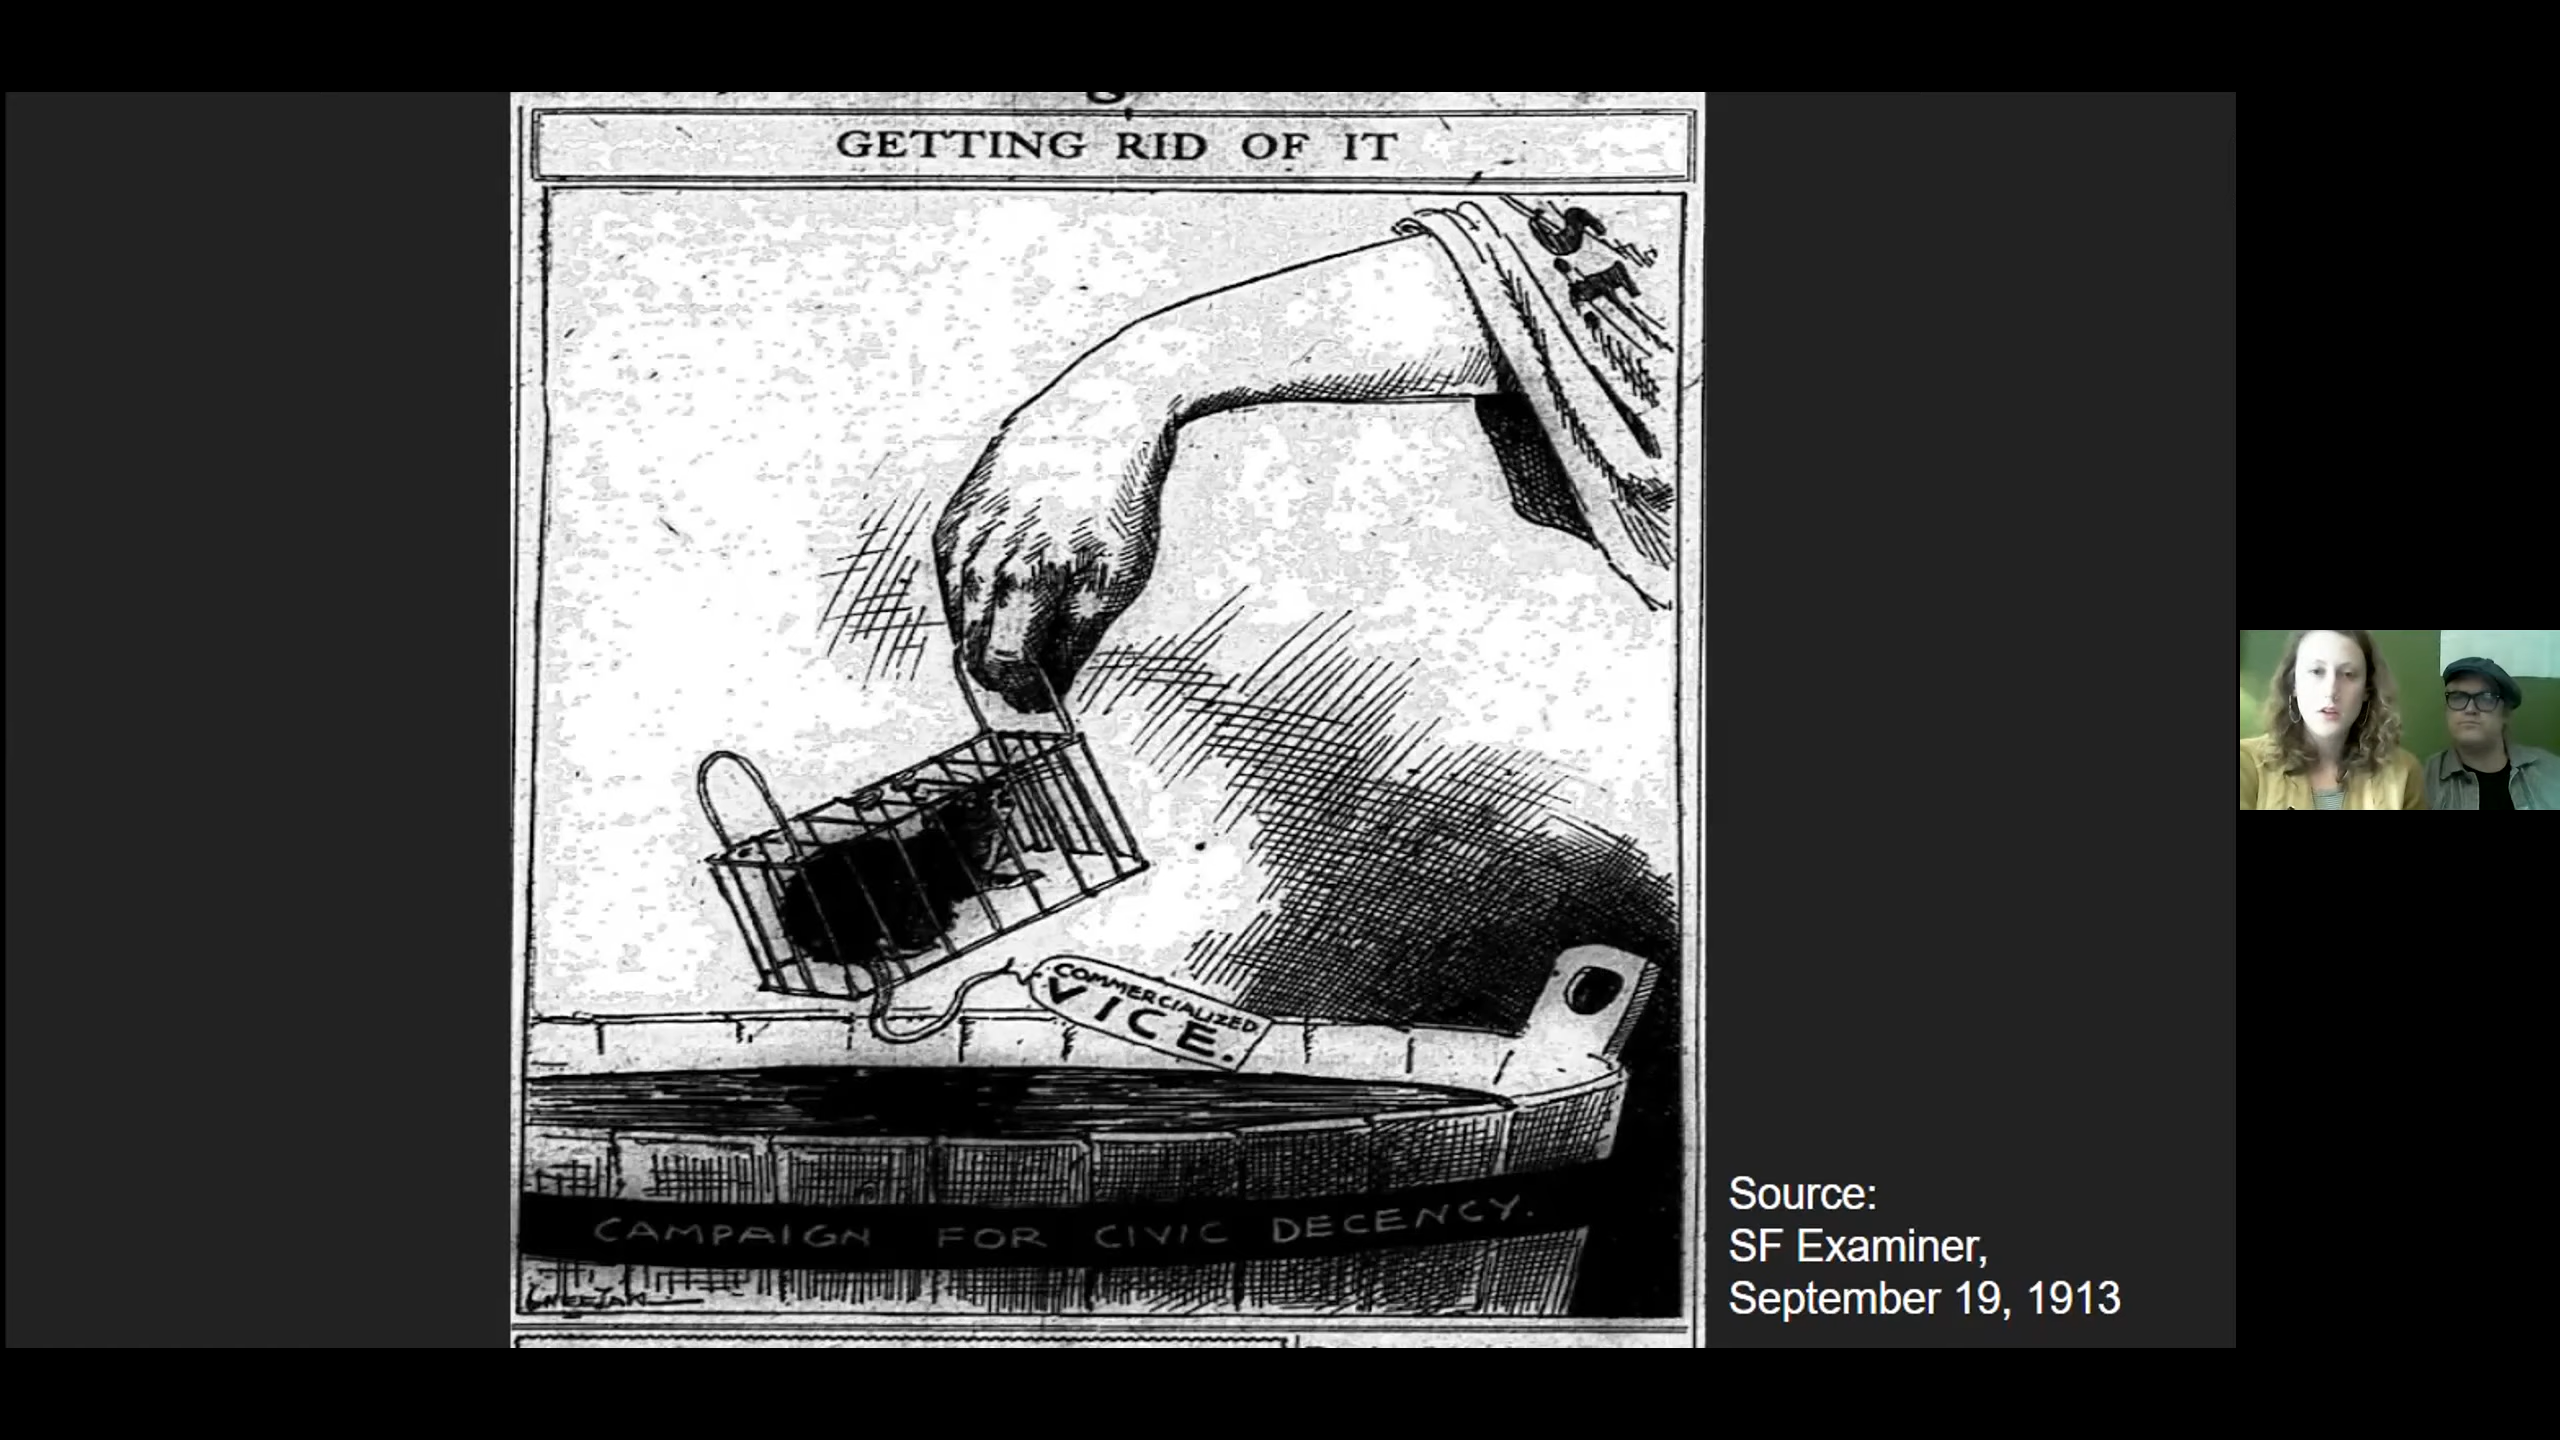 GETTING RID OF IT
COMMERCIALIZED
VICE.
CAMPAIGN FOR CIVIC DECENCY.
Source:
SF Examiner,
September 19, 1913